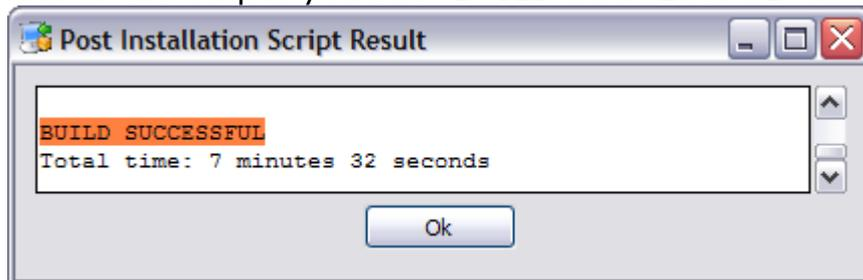 Post Installation Script Result
BUILD SUCCESSFUL
Total time: 7 minutes 32 seconds
Ok